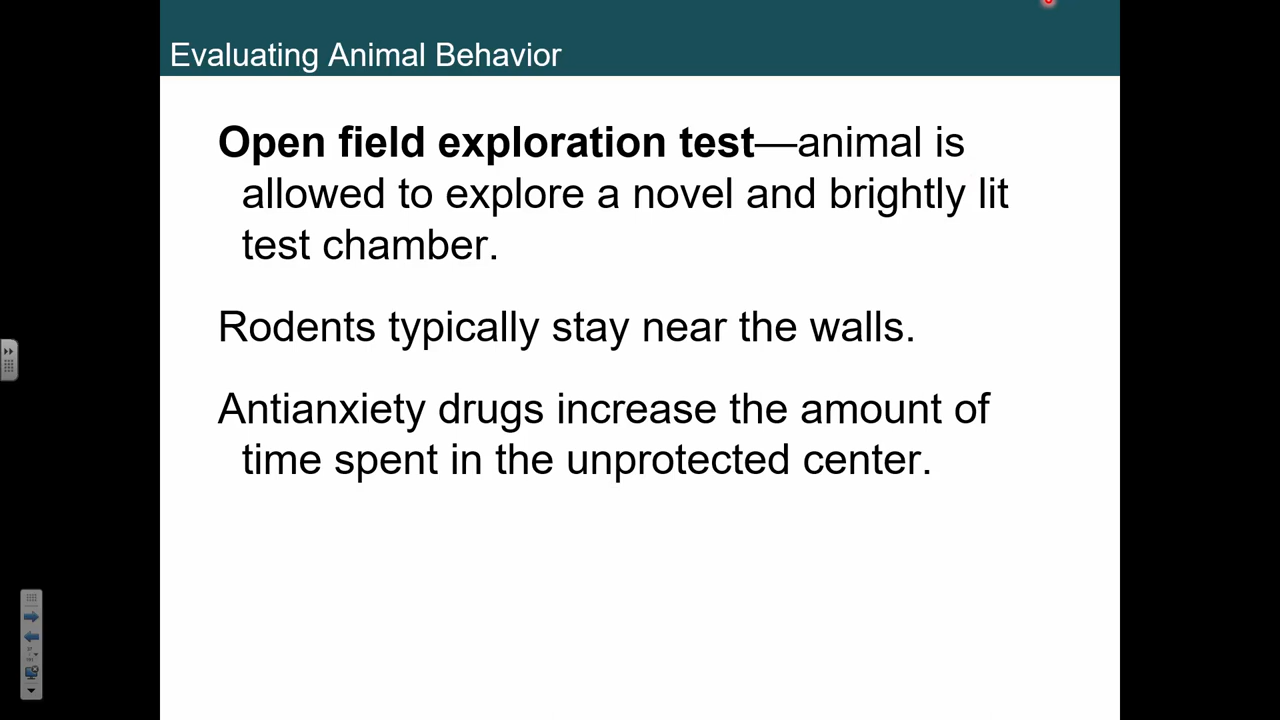 Evaluating Animal Behavior
Open field exploration test—animal is
allowed to explore a novel and brightly lit
test chamber.
Rodents typically stay near the walls.
Antianxiety drugs increase the amount of
time spent in the unprotected center.